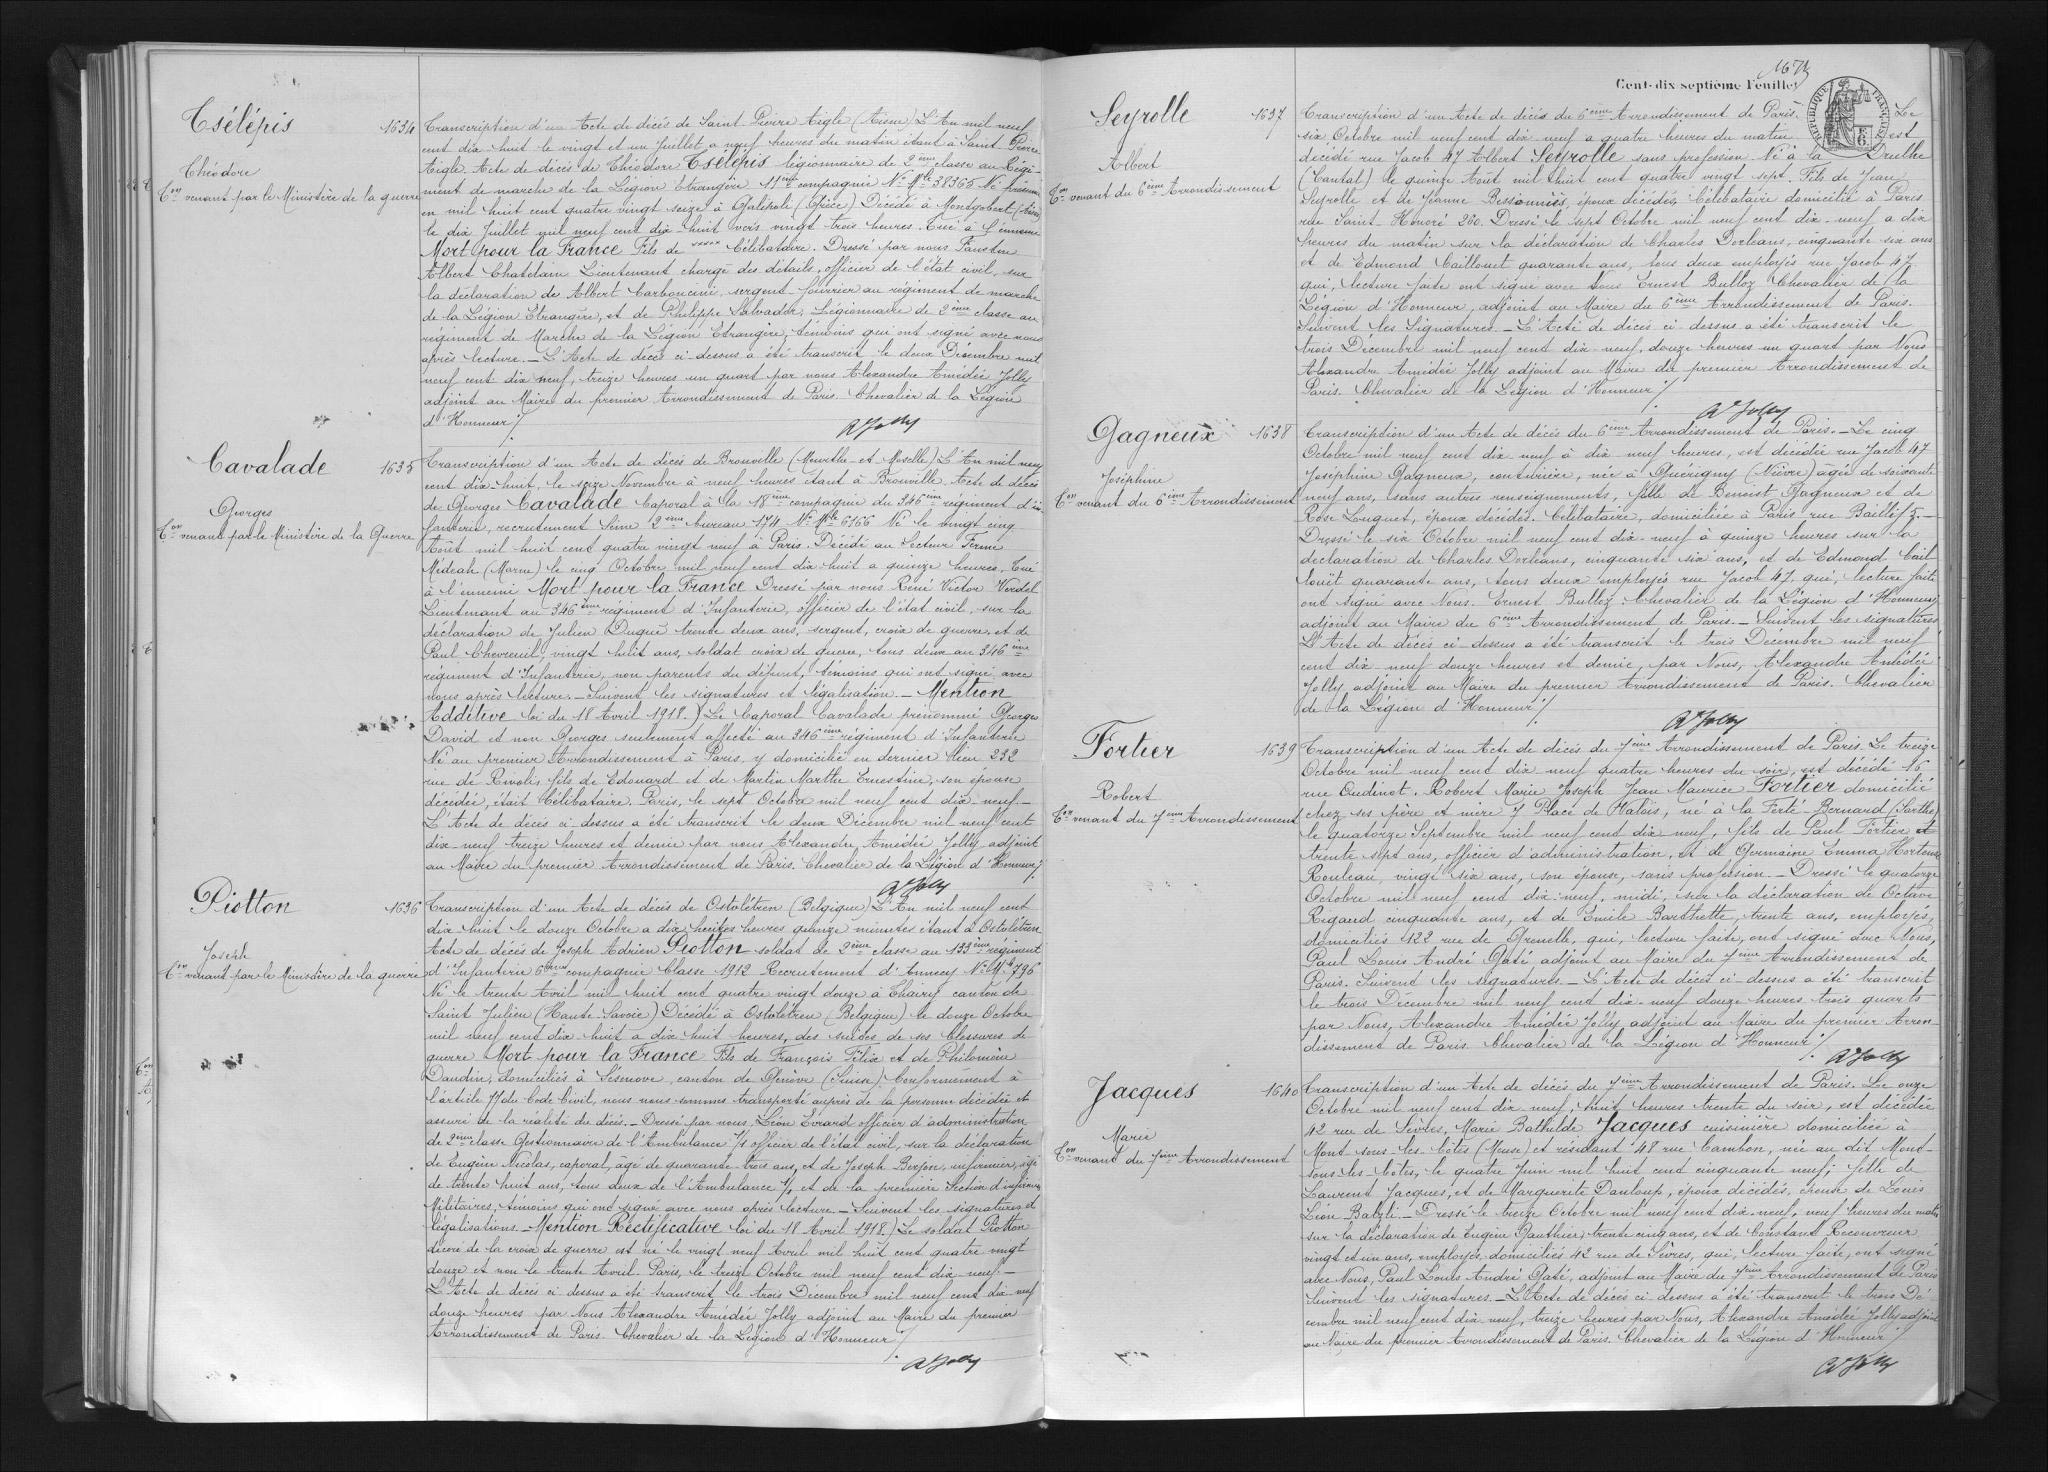 Tsélépis
1634
Théodore
Con venant par le Ministère de la guerre
Transcription d'un Acte de décès de Saint Pierre Aigle (Aisne) L'An mil neuf
cent dix huit le vingt et un Juillet a neuf heures du matin étant à Saint Pierre
Aigle. Acte de décès de Théodore Tsélépis légionnaire de 2ème classe au Régi-
ment de marche de la Légion Etrangère 11ème compagnie No Mle 38365 Né présumé
en mil huit cent quatre vingt seize à Galépoli (Grèce) Décédé à Montgobert (Aisne)
le dix Juillet mil neuf cent dix-huit vers vingt trois heures. Tué à l'ennemi
Mort pour la France Fils de xxxx Célibataire. Dressé par nous Faustin
Albert Chatelain Lieutenant chargé des détails, officier de l'état civil, sur
la déclaration de Albert Carboncini, sergent-fourrier au régiment de marche
de la Légion Etrangère, et de Philippe Salvador, Légionnaire de 2ème classe au
régiment de Marche de la Légion Etrangère, témoins qui ont signé avec nous
après lecture. — L'Acte de décès ci-dessus a été transcrit le deux Décembre mil
neuf cent dix neuf, treize heures un quart par nous Alexandre Amédée Jolly
adjoint au Maire du premier Arrondissement de Paris. Chevalier de la Légion
d'Honneur /.
A. Jolly
Cavalade
1635
Georges
Con venant par le Ministère de la Guerre
Transcription d'un Acte de décès de Brouville (Meurthe-et-Moselle) L'An mil neuf
cent dix-huit, le seize Novembre à neuf heures étant à Brouville. Acte de décès
de Georges Cavalade Caporal à la 18ème compagnie du 346ème régiment d'in
fanterie, recrutement Seine 2ème bureau 174 No Mle 6166 Né le vingt cinq
Août mil huit cent quatre vingt neuf à Paris. Décédé au Secteur Ferme
Médeah (Marne) le cinq Octobre mil neuf cent dix huit a quinze heures. Tué
à l'ennemi Mort pour la France Dressé par nous René Victor Verdet
Lieutenant au 346ème régiment d'Infanterie, officier de l'état civil, sur la
déclaration de Julien Dugué trente deux ans, sergent, croix de guerre, et de
Paul Chevreuil, vingt huit ans, soldat croix de guerre, tous deux au 346ème
régiment d'Infanterie, non parents du défunt, témoins qui ont signé avec
nous après lecture. — Suivent les signatures et légalisation. — Mention
Additive loi du 18 Avril 1918.) Le Caporal Cavalade prénommé Georges
David et non Georges seulement affecté au 346ème régiment d'Infanterie
Né au premier Arrondissement à Paris, y domicilié en dernier lieu 232
rue de Rivoli, fils de Edouard et de Martin Marthe Ernestine, son épouse
décédée, était Célibataire. Paris, le sept Octobre mil neuf cent dix-neuf.—
L'Acte de décès ci-dessus a été transcrit le deux Décembre mil neuf cent
dix-neuf treize heures et demie par nous Alexandre Amédée Jolly adjoint
au Maire du premier Arrondissement de Paris. Chevalier de la Légion d'Honneur /.
A. Jolly
Piotton
1636
Joseph
Con venant par le Ministère de la guerre
Transcription d'un Acte de décès de Ostvlétren (Belgique) L'An mil neuf cent
dix huit le douze Octobre a dix huit heures quinze minutes étant à Ostvlétren
Acte de décès de Joseph Adrien Piotton soldat de 2ème classe au 133ème régiment
d'Infanterie 6ème compagnie Classe 1912 Recrutement d'Annecy No Mle 796
Né le trente Avril mil huit cent quatre vingt douze à Thairy canton de
Saint Julien (Haute-Savoie) Décédé à Ostvletren (Belgique) le douze Octobre
mil neuf cent dix huit a dix huit heures, des suites de ses blessures de
guerre Mort pour la France Fils de François Félix et de Philomène
Daudin, domiciliés à Sésenove, canton de Genève (Suisse). Conformément à
l'article 77 du Code Civil, nous nous sommes transporté auprès de la personne décédée et
assuré de la réalité du décès. — Dressé par nous, Léon Evrard officier d'administration
de 2ème classe Gestionnaire de l'Ambulance 1/1 officier de l'état civil, sur la déclaration
de Eugène Nicolas, caporal, âgé de quarante-trois ans, et de Joseph Berjon, infirmier, âgé
de trente huit ans, tous deux de l'Ambulance 1/1 et de la première Section d'infirmiers
Militaires, témoins qui ont signé avec nous après lecture. — Suivent les signatures et
légalisations. — Mention Rectificative loi du 18 Avril 1918.) Le soldat Piotton
décoré de la croix de guerre est né le vingt neuf Avril mil huit cent quatre vingt
douze et non le trente Avril. Paris, le treize Octobre mil neuf cent dix-neuf.—
L'Acte de décès ci-dessus a été transcrit le trois Décembre mil neuf cent dix-neuf
douze heures par Nous Alexandre Amédée Jolly adjoint au Maire du premier
Arrondissement de Paris. Chevalier de la Légion d'Honneur /.
A. Jolly
Cent-dix septième Feuillet
RÉPUBLIQUE FRANÇAISE
Seyrolle
1637
Albert
Con venant du 6ème Arrondissement
Transcription d'un Acte de décès du 6ème Arrondissement de Paris. — Le
six Octobre mil neuf cent dix neuf a quatre heures du matin est
décédé rue Jacob 47 Albert Seyrolle sans profession Né à la Trulhe
(Cantal) le quinze Août mil huit cent quatre vingt sept. Fils de Jean
Seyrolle et de Jeanne Bessonnies, époux décédés, Célibataire domicilié à Paris
rue Saint-Honoré 260. Dressé le sept Octobre mil neuf cent dix-neuf a dix
heures du matin sur la déclaration de Charles Dorléans, cinquante six ans
et de Edmond Caillouet quarante ans, tous deux employés rue Jacob 47
qui, lecture faite ont signé avec Nous Ernest Bulloz Chevalier de la
Légion d'Honneur, adjoint au Maire du 6ème Arrondissement de Paris.
Suivent les Signatures. — L'Acte de décès ci-dessus a été transcrit le
trois Décembre mil neuf cent dix-neuf, douze heures un quart par Nous
Alexandre Amédée Jolly adjoint au Maire du premier Arrondissement de
Paris. Chevalier de la Légion d'Honneur /.
A. Jolly
Gagneux
1638
Joséphine
Con venant du 6ème Arrondissement
Transcription d'un Acte de décès du 6ème Arrondissement de Paris. — Le cinq
Octobre mil neuf cent dix neuf à dix neuf heures, est décédée rue Jacob 47
Joséphine Gagneux, couturière, née à Guérigny (Nièvre) âgée de soixante
neuf ans, sans autres renseignements, fille de Benoist Gagneux et de
Rose Luguet, époux décédés. Célibataire, domiciliée à Paris rue Baillif 5.—
Dressé le six Octobre mil neuf cent dix-neuf à quinze heures sur la
déclaration de Charles Dorléans, cinquante six ans, et de Edmond Cail
louët quarante ans, tous deux employés rue Jacob 47, qui, lecture faite
ont signé avec Nous. Ernest Bulloz Chevalier de la Légion d'Honneur,
adjoint au Maire du 6ème Arrondissement de Paris. — Suivent les signatures
L'Acte de décès ci-dessus a été transcrit le trois Décembre mil neuf
cent dix-neuf douze heures et demie, par Nous, Alexandre Amédée
Jolly adjoint au Maire du premier Arrondissement de Paris. Chevalier
de la Légion d'Honneur /.
A. Jolly
Fortier
1639
Robert
Con venant du 7ème Arrondissement
Transcription d'un Acte de décès du 7ème Arrondissement de Paris. Le treize
Octobre mil neuf cent dix neuf quatre heures du soir, est décédé 16
rue Oudinot. Robert Marie Joseph Jean Maurice Fortier domicilié
chez ses père et mère 7 Place de Valois, né à la Ferté-Bernard (Sarthe)
le quatorze Septembre mil neuf cent dix neuf, fils de Paul Fortier
trente sept ans, officier d'administration, et de Germaine Emma Hortense
Rouleau, vingt six ans, son épouse, sans profession. — Dressé le quatorze
Octobre mil neuf cent dix-neuf, midi, sur la déclaration de Octave
Rigaud cinquante ans, et de Emile Barthette, trente ans, employés,
domiciliés 122 rue de Grenelle, qui, lecture faite, ont signé avec Nous,
Paul Louis André Gaté adjoint au Maire du 7ème Arrondissement de
Paris. Suivent les signatures. — L'Acte de décès ci-dessus a été transcrit
le trois Décembre mil neuf cent dix-neuf douze heures trois quarts
par Nous, Alexandre Amédée Jolly adjoint au Maire du premier Arron-
dissement de Paris. Chevalier de la Légion d'Honneur /.
A. Jolly
Jacques
1640
Marie
Con venant du 7ème Arrondissement
Transcription d'un Acte de décès du 7ème Arrondissement de Paris. Le onze
Octobre mil neuf cent dix neuf, huit heures trente du soir, est décédée
42 rue de Sèvres, Marie Bathilde Jacques cuisinière domiciliée à
Mont-sous-les-Côtes (Meuse) et résidant 48 rue Cambon, née au dit Mont-
sous-les-Côtes, le quatre Juin mil huit cent cinquante neuf; fille de
Laurent Jacques, et de Marguerite Danloup, époux décédés, épouse de Louis
Léon Balzli. — Dressé le treize Octobre mil neuf cent dix-neuf, neuf heures du matin
sur la déclaration de Eugène Gauthier trente cinq ans, et de Constant Recouvreur
vingt et un ans, employés domiciliés 42 rue de Sèvres, qui, lecture faite, ont signé
avec Nous, Paul Louis André Gaté, adjoint au Maire du 7ème Arrondissement de Paris
Suivent les signatures. — L'Acte de décès ci-dessus a été transcrit le trois Dé
cembre mil neuf cent dix neuf, treize heures par Nous, Alexandre Amédée Jolly adjoint
au Maire du premier Arrondissement de Paris. Chevalier de la Légion d'Honneur /.
A. Jolly